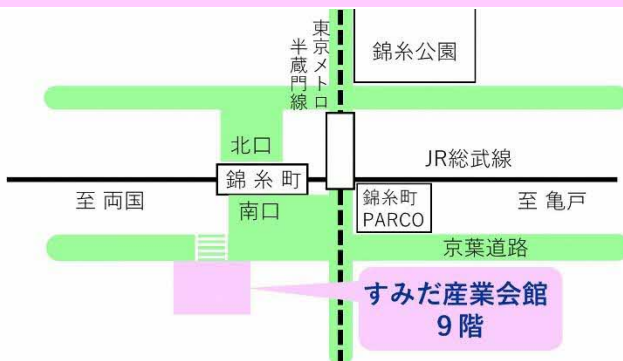 東京メトロ
半蔵門線
錦糸公園
北口
JR総武線
錦糸町
至 両国
南口
錦糸町
PARCO
至 亀戸
京葉道路
すみだ産業会館
9階